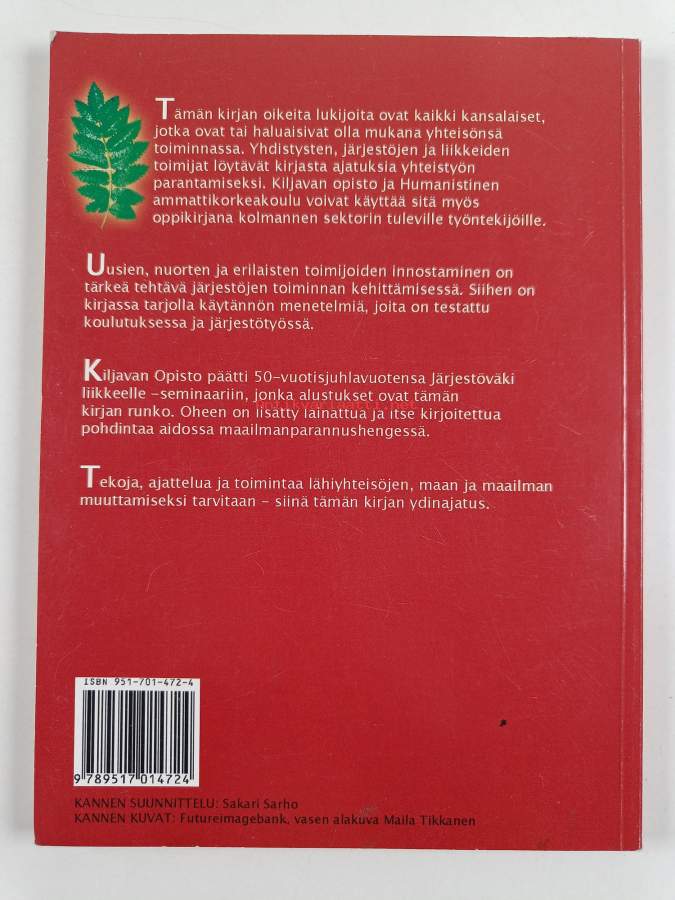 Tämän kirjan oikeita lukijoita ovat kaikki kansalaiset,
jotka ovat tai haluaisivat olla mukana yhteisönsä
toiminnassa. Yhdistysten, järjestöjen ja liikkeiden
toimijat löytävät kirjasta ajatuksia yhteistyön
parantamiseksi. Kiljavan opisto ja Humanistinen
ammattikorkeakoulu voivat käyttää sitä myös
oppikirjana kolmannen sektorin tuleville työntekijöille.
Uusien, nuorten ja erilaisten toimijoiden innostaminen on
tärkeä tehtävä järjestöjen toiminnan kehittämisessä. Siihen on
kirjassa tarjolla käytännön menetelmiä, joita on testattu
koulutuksessa ja järjestötyössä.
Kiljavan Opisto päätti 50-vuotisjuhlavuotensa Järjestöväki
liikkeelle -seminaariin, jonka alustukset ovat tämän
kirjan runko. Oheen on lisätty lainattua ja itse kirjoitettua
pohdintaa aidossa maailmanparannushengessä.
Tekoja, ajattelua ja toimintaa lähiyhteisöjen, maan ja maailman
muuttamiseksi tarvitaan - siinä tämän kirjan ydinajatus.
ISBN 951-701-472-4
9 789517 014724
KANNEN SUUNNITTELU: Sakari Sarho
KANNEN KUVAT: Futureimagebank, vasen alakuva Maila Tikkanen